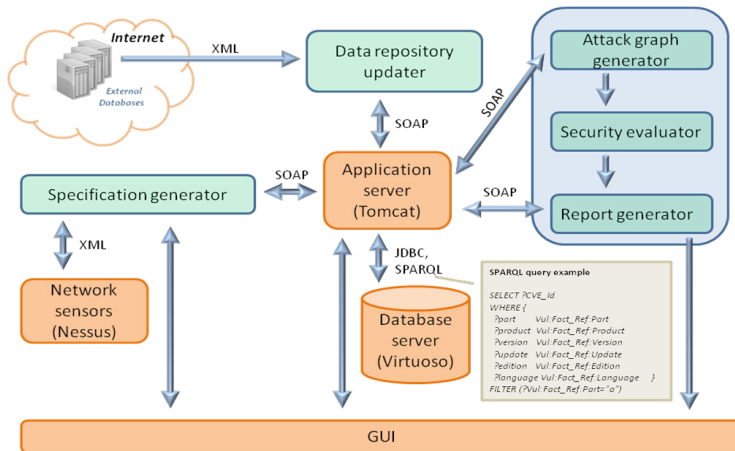 Internet
External
Databases
XML
Data repository
updater
Attack graph
generator
SOAP
SOAP
Security evaluator
Specification generator
SOAP
Application
server
(Tomcat)
SOAP
Report generator
XML
JDBC,
SPARQL
Network
sensors
(Nessus)
Database
server
(Virtuoso)
SPARQL query example
SELECT ?CVE_Id
WHERE {
?part Vul:Fact_Ref:Part
?product Vul:Fact_Ref:Product
?version Vul:Fact_Ref:Version
?update Vul:Fact_Ref:Update
?edition Vul:Fact_Ref:Edition
?language Vul:Fact_Ref:Language }
FILTER (?Vul:Fact_Ref:Part="a")
GUI